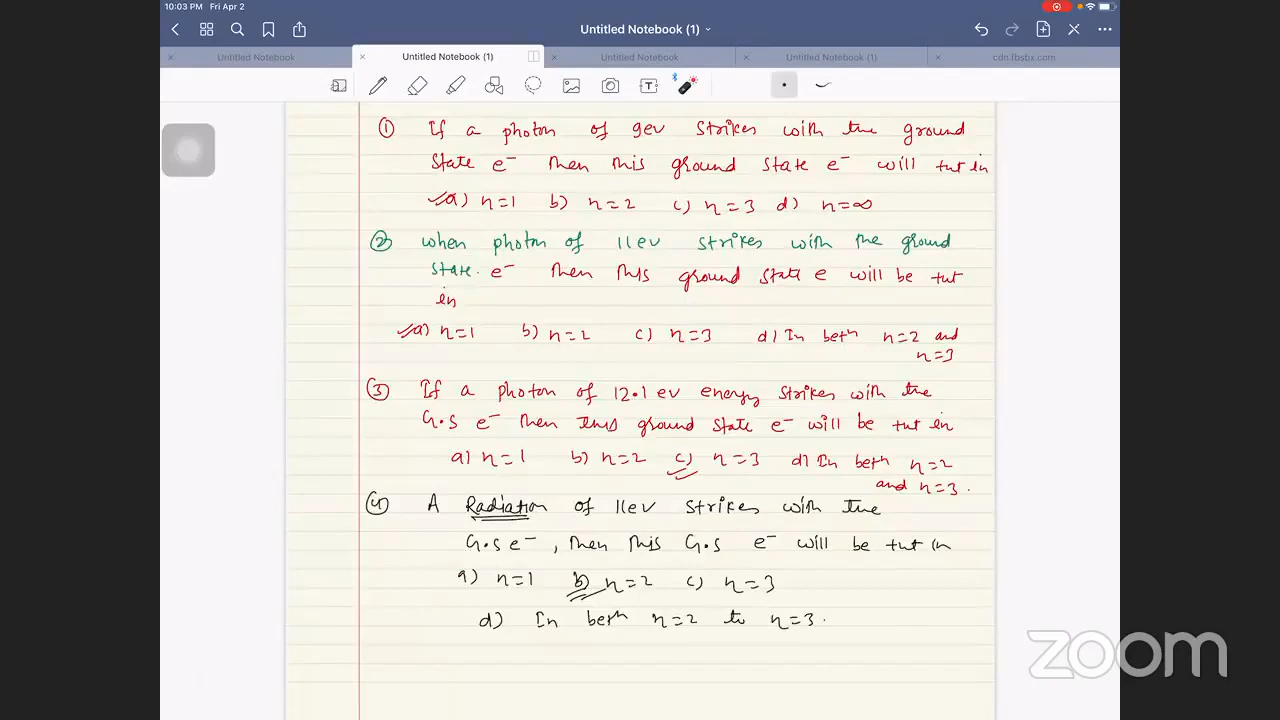 10:03 PM Fri Apr 2
Untitled Notebook (1)
Untitled Notebook
Untitled Notebook (1)
Untitled Notebook
Untitled Notebook (1)
cdn.fbsbx.com
① If a photon of 9ev strikes with the ground
state e⁻ then this ground state e⁻ will tut in
a) n=1 b) n=2 c) n=3 d) n=∞
② when photon of 11ev strikes with the ground
state. e⁻ then this ground state e will be tut
in
a) n=1 b) n=2 c) n=3 d) In both n=2 and
n=3
③ If a photon of 12.1 ev energy strikes with the
G.S e⁻ then this ground state e⁻ will be tut in
a) n=1 b) n=2 c) n=3 d) In both n=2
and n=3.
④ A Radiation of 11ev strikes with the
G.S e⁻, then this G.S e⁻ will be tut in
a) n=1 b) n=2 c) n=3
d) In both n=2 to n=3.
zoom